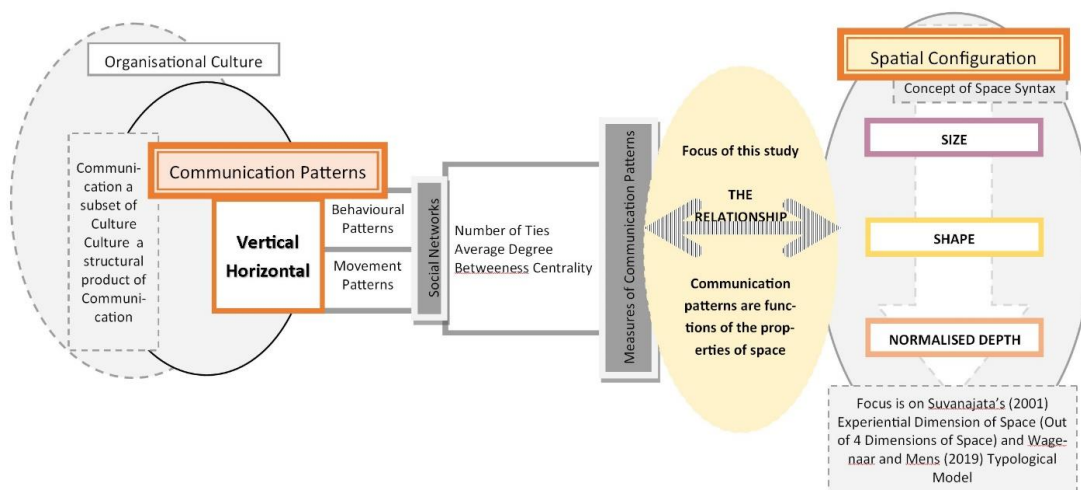 Organisational Culture
Communi-
cation a
subset of
Culture
Culture a
structural
product of
Communi-
cation
Communication Patterns
Vertical
Horizontal
Behavioural
Patterns
Movement
Patterns
Social Networks
Number of Ties
Average Degree
Betweeness Centrality
Measures of Communication Patterns
Focus of this study
THE
RELATIONSHIP
Communication
patterns are func-
tions of the prop-
erties of space
Spatial Configuration
Concept of Space Syntax
SIZE
SHAPE
NORMALISED DEPTH
Focus is on Suvanajata’s (2001)
Experiential Dimension of Space (Out
of 4 Dimensions of Space) and Wage-
naar and Mens (2019) Typological
Model